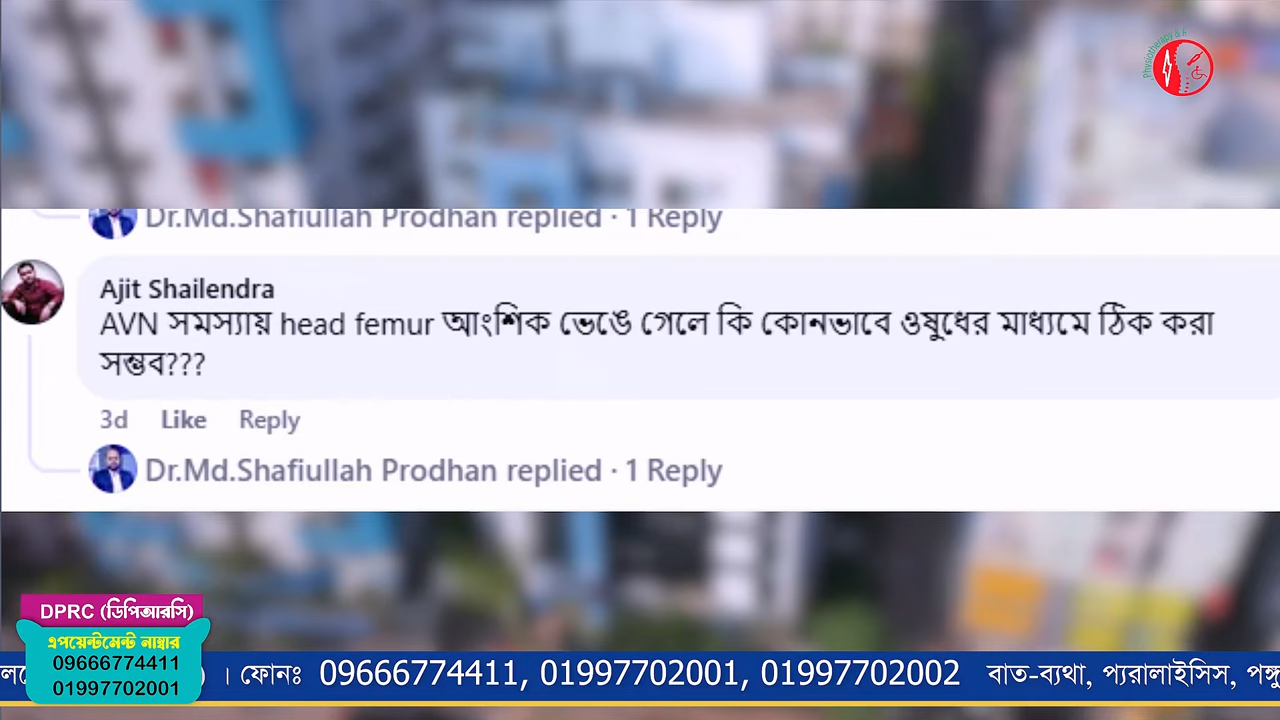 Physiotherapy &
Dr.Md.Shafiullah Prodhan replied · 1 Reply
Ajit Shailendra
AVN সমস্যায় head femur আংশিক ভেঙে গেলে কি কোনভাবে ওষুধের মাধ্যমে ঠিক করা
সম্ভব???
3d Like Reply
Dr.Md.Shafiullah Prodhan replied · 1 Reply
DPRC (ডিপিআরসি)
এপয়েন্টমেন্ট নাম্বার
09666774411
01997702001
) । ফোনঃ 09666774411, 01997702001, 01997702002 বাত-ব্যথা, প্যরালাইসিস,